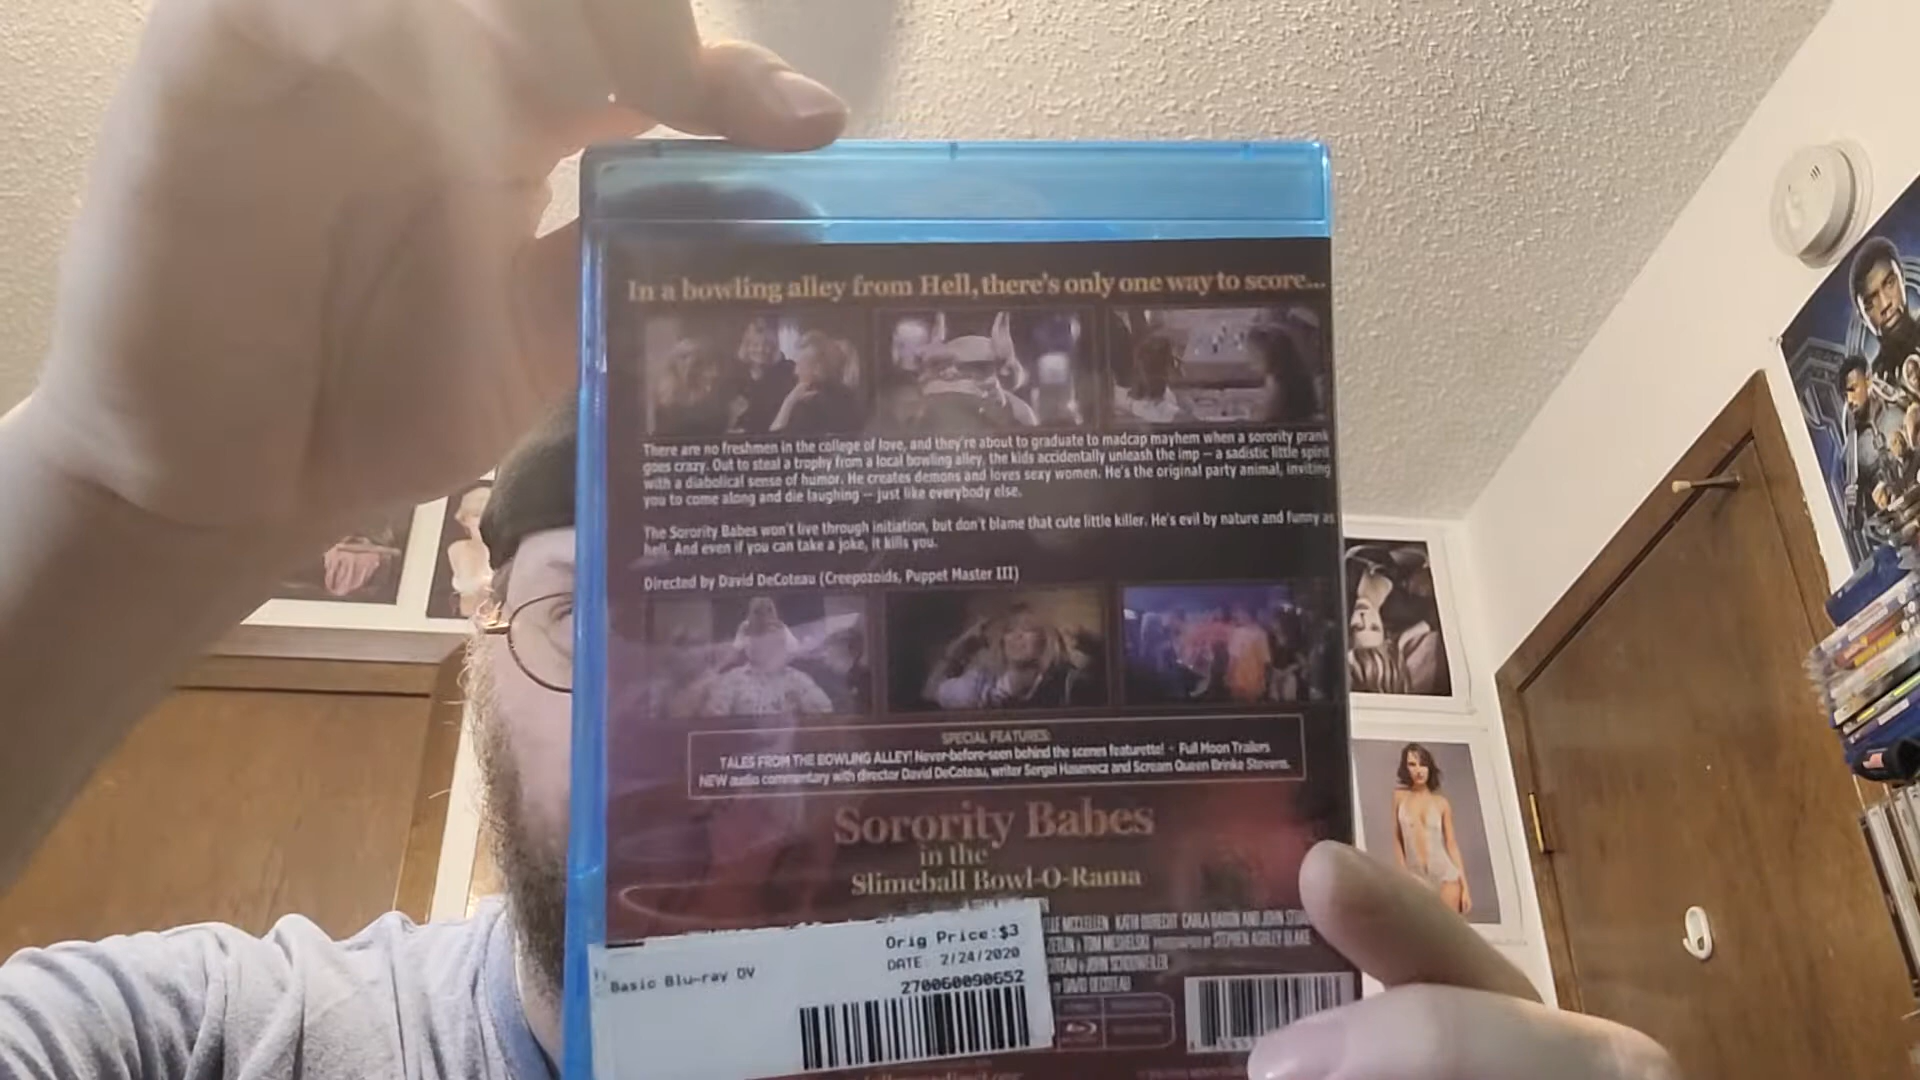 In a bowling alley from Hell, there's only one way to score...
There are no freshmen in the college of love, and they're about to graduate to madcap mayhem when a sorority prank
goes crazy. Out to steal a trophy from a local bowling alley, the kids accidentally unleash the imp – a sadistic little spirit
with a diabolical sense of humor. He creates demons and loves sexy women. He's the original party animal, inviting
you to come along and die laughing – just like everybody else.
The Sorority Babes won't live through initiation, but don't blame that cute little killer. He's evil by nature and funny as
hell. And even if you can take a joke, it kills you.
Directed by David DeCoteau (Creepozoids, Puppet Master III)
SPECIAL FEATURES:
TALES FROM THE BOWLING ALLEY! Never-before-seen behind the scenes featurette! - Full Moon Trailers
NEW audio commentary with director David DeCoteau, writer Sergei Hasenecz and Scream Queen Brinke Stevens.
Sorority Babes
in the
Slimeball Bowl-O-Rama
CARLA BARON AND JOHN
STEPHEN ASHLEY BLAKE
DAVID DECOTEAU
Orig Price:$3
DATE: 2/24/2020
Basic Blu-ray DV
270060090652